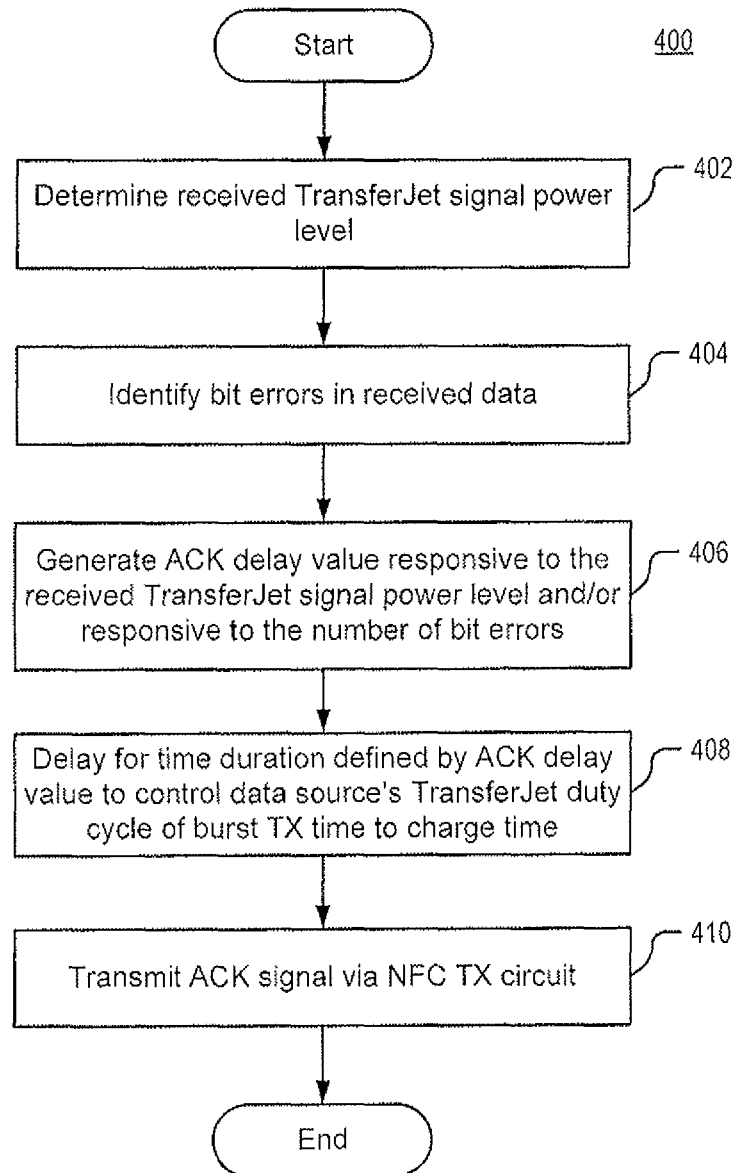 Start
400
402
Determine received TransferJet signal power
level
404
Identify bit errors in received data
406
Generate ACK delay value responsive to the
received TransferJet signal power level and/or
responsive to the number of bit errors
408
Delay for time duration defined by ACK delay
value to control data source's TransferJet duty
cycle of burst TX time to charge time
410
Transmit ACK signal via NFC TX circuit
End